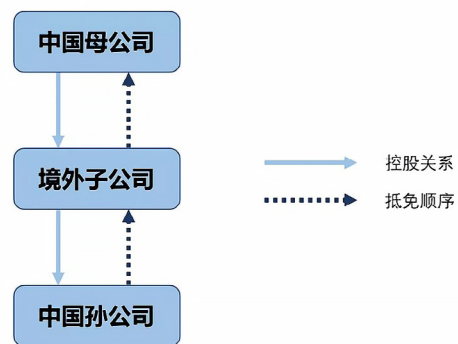 中国母公司
境外子公司
控股关系
抵免顺序
中国孙公司